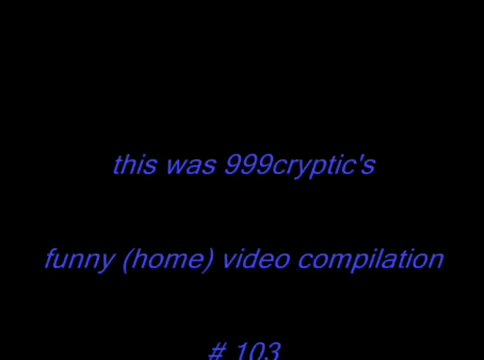 this was 999cryptic's
funny (home) video compilation
# 103